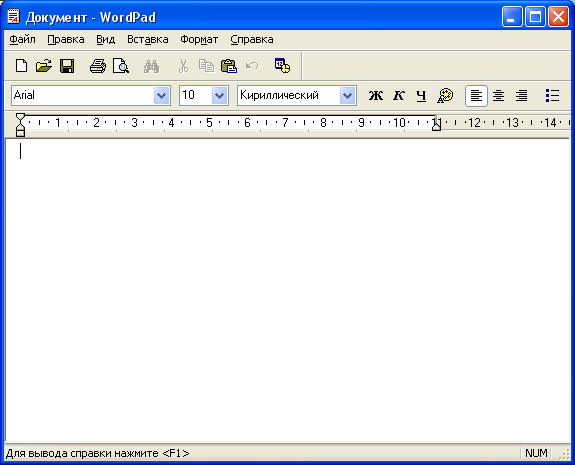 Документ - WordPad
Файл Правка Вид Вставка Формат Справка
Arial 10 Кириллический Ж К Ч
1 2 3 4 5 6 7 8 9 10 11 12 13 14
Для вывода справки нажмите <F1> NUM